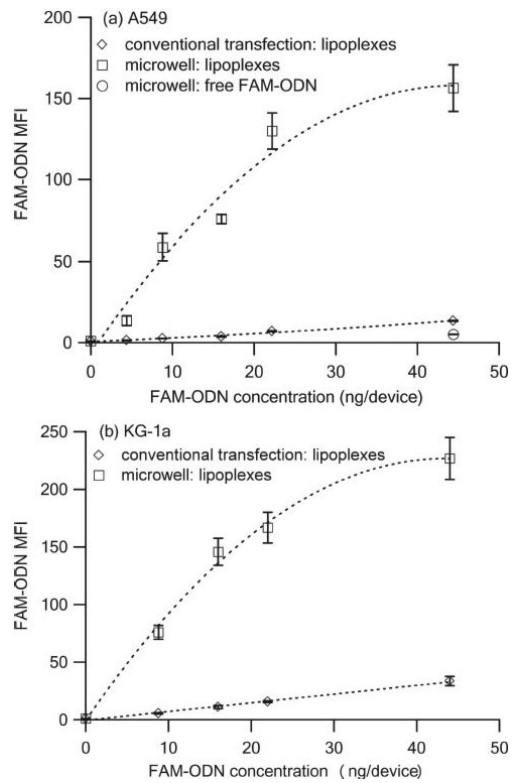 (a) A549
conventional transfection: lipoplexes
microwell: lipoplexes
microwell: free FAM-ODN
200
150
100
50
0
FAM-ODN MFI
0 10 20 30 40 50
FAM-ODN concentration (ng/device)
(b) KG-1a
conventional transfection: lipoplexes
microwell: lipoplexes
250
200
150
100
50
0
FAM-ODN MFI
0 10 20 30 40 50
FAM-ODN concentration ( ng/device)